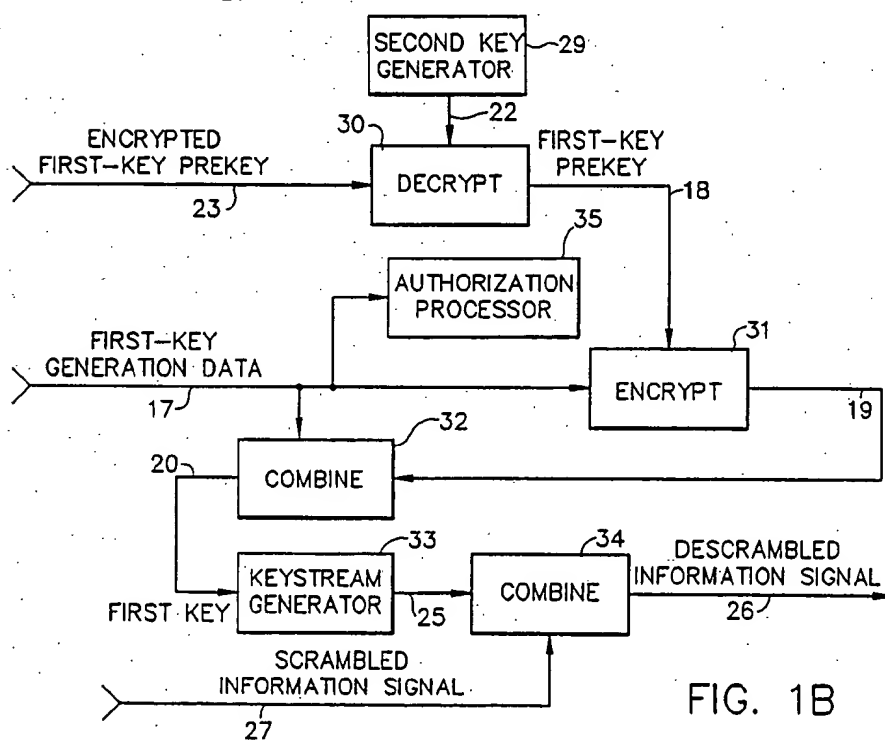 SECOND KEY
GENERATOR
29
22
30
ENCRYPTED
FIRST-KEY PREKEY
23
DECRYPT
FIRST-KEY
PREKEY
18
35
AUTHORIZATION
PROCESSOR
FIRST-KEY
GENERATION DATA
17
31
ENCRYPT
19
32
COMBINE
20
FIRST KEY
33
KEYSTREAM
GENERATOR
25
34
COMBINE
DESCRAMBLED
INFORMATION SIGNAL
26
SCRAMBLED
INFORMATION SIGNAL
27
FIG. 1B